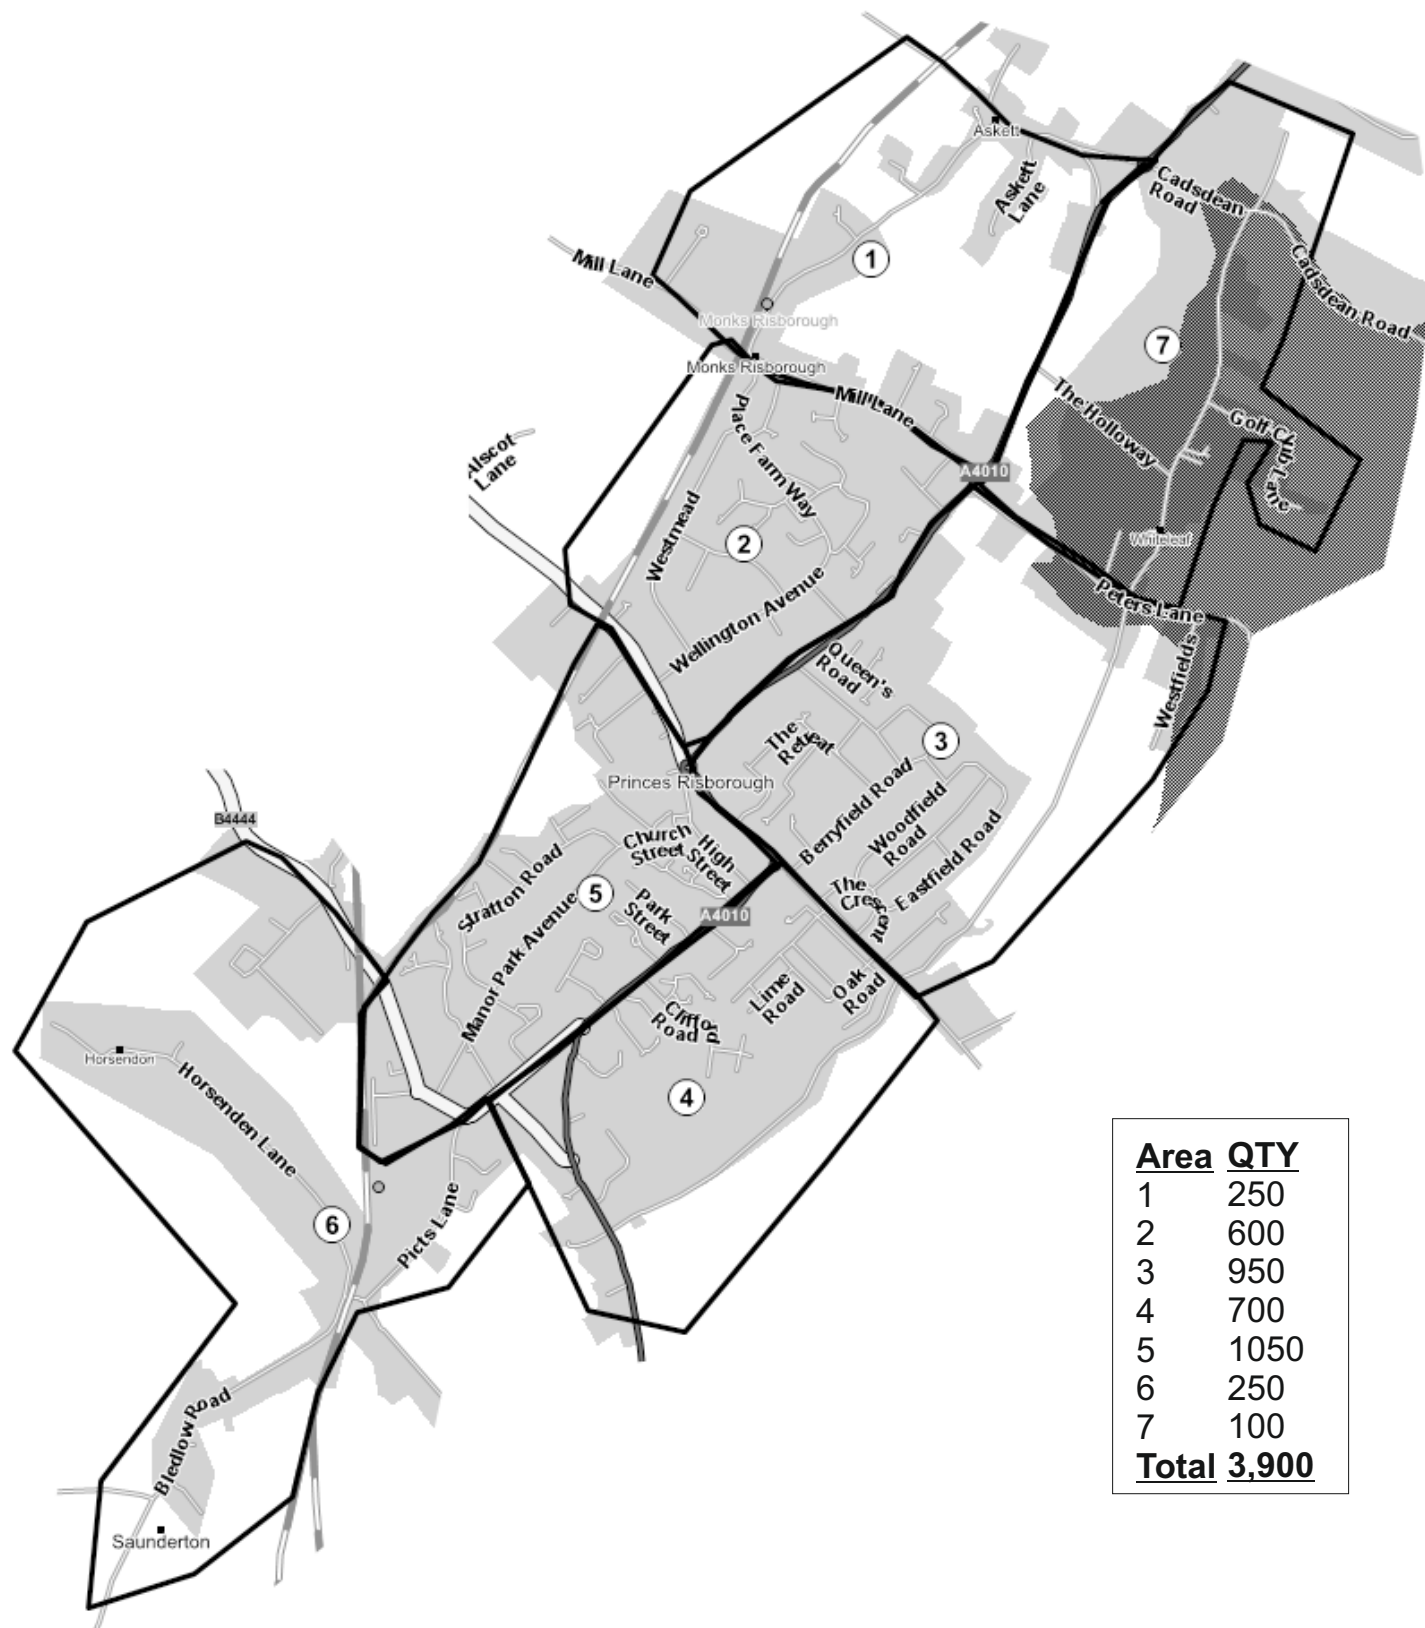 Askett
Askett
Lane
Cadsdean
Road
Cadsdean Road
1
Mill Lane
Monks Risborough
7
Monks Risborough
Mill Lane
The Holloway
Golf Club Lane
Place Farm Way
Alscot
Lane
A4010
Westmead
2
Whiteleaf
Peters Lane
Wellington Avenue
Queen's
Road
Westfields
The
Retreat
3
Princes Risborough
Berryfield Road
Woodfield
Road
Eastfield Road
B4444
Church
Street
High
Street
Stratton Road
5
Park
Street
The
Crescent
A4010
Manor Park Avenue
Lime
Road
Oak
Road
Clifford
Road
Horsendon
Horsenden Lane
4
6
Picts Lane
Bledlow Road
Saunderton
Area QTY
1 250
2 600
3 950
4 700
5 1050
6 250
7 100
Total 3,900